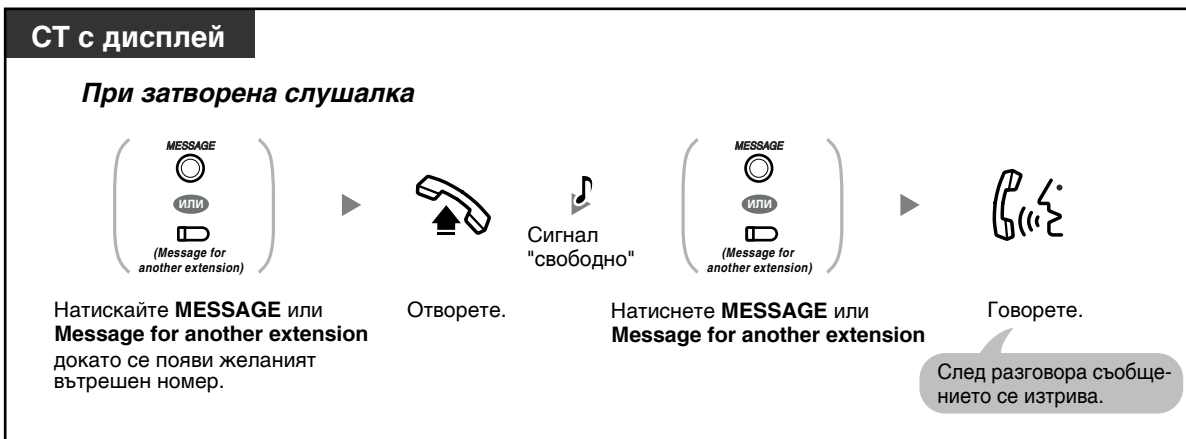 СТ с дисплей
При затворена слушалка
MESSAGE
ИЛИ
(Message for
another extension)
Сигнал
"свободно"
MESSAGE
ИЛИ
(Message for
another extension)
Натискайте MESSAGE или
Message for another extension
докато се появи желаният
вътрешен номер.
Отворете.
Натиснете MESSAGE или
Message for another extension
Говорете.
След разговора съобще-
нието се изтрива.